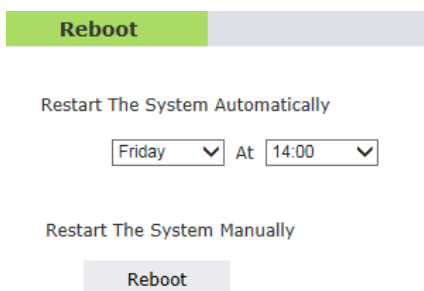 Reboot
Restart The System Automatically
Friday At 14:00
Restart The System Manually
Reboot